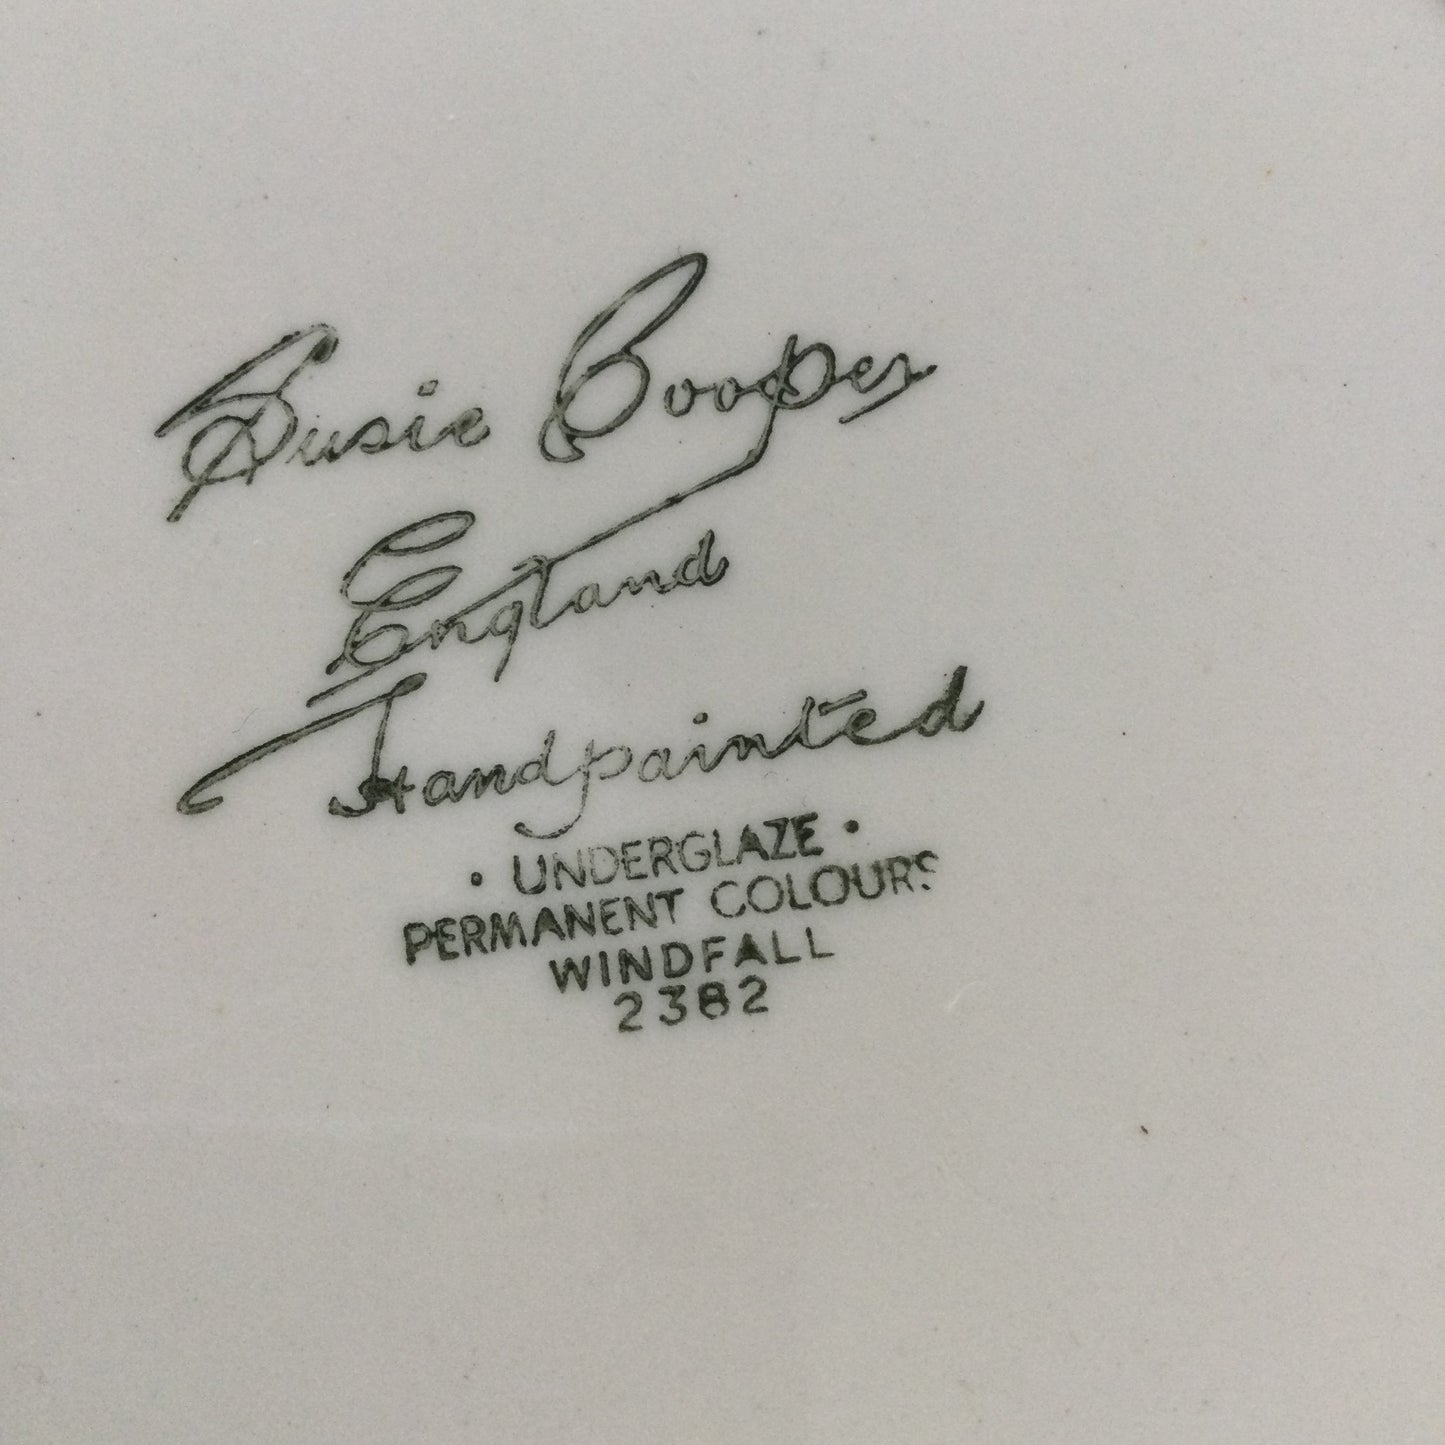 Susie Cooper
England
Handpainted
· UNDERGLAZE ·
PERMANENT COLOURS
WINDFALL
2382